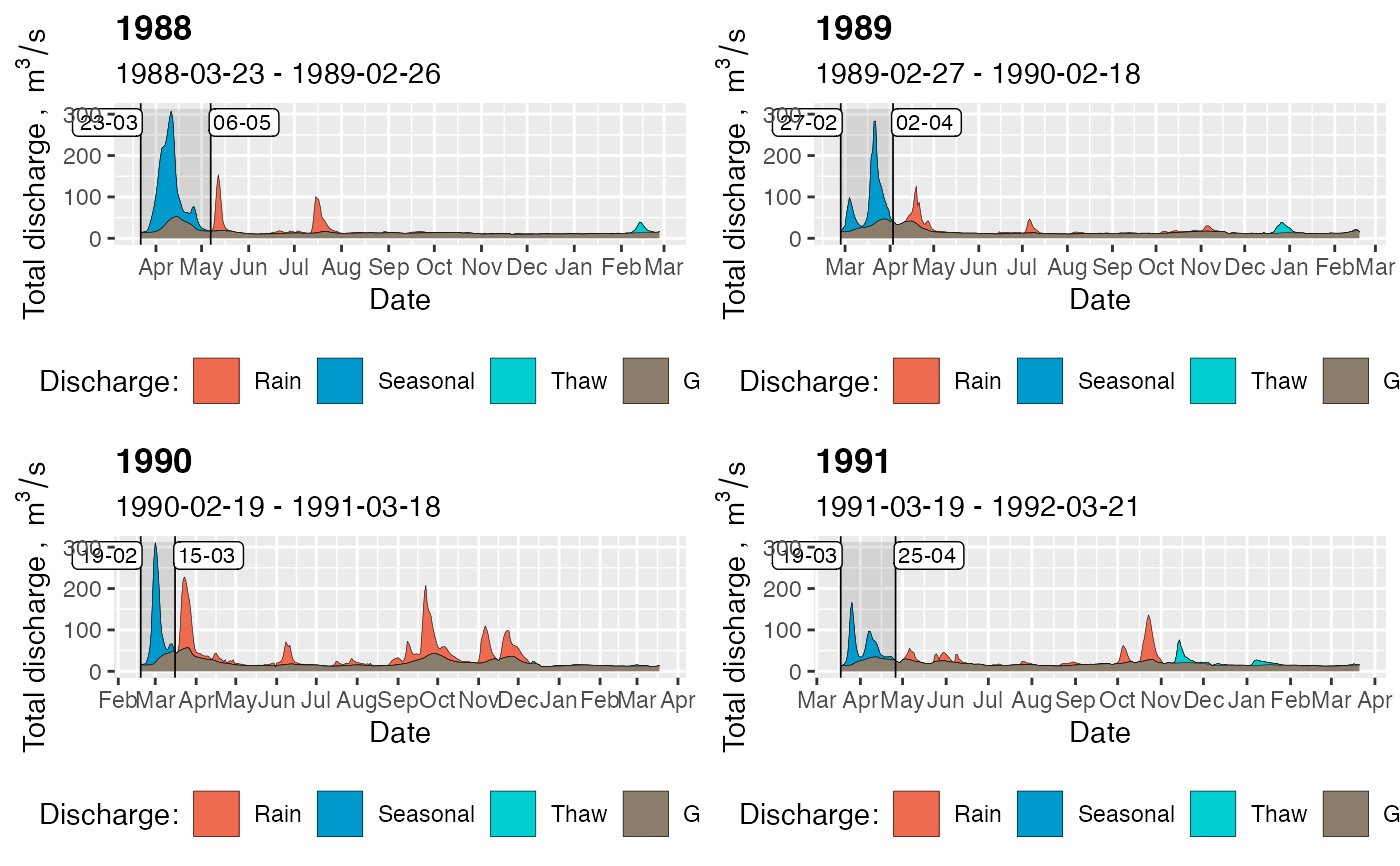 1988
1988-03-23 - 1989-02-26
Total discharge , m³/s
300
200
100
0
23-03
06-05
Apr May Jun Jul Aug Sep Oct Nov Dec Jan Feb Mar
Date
Discharge: Rain Seasonal Thaw G
1989
1989-02-27 - 1990-02-18
Total discharge , m³/s
300
200
100
0
27-02
02-04
Mar Apr May Jun Jul Aug Sep Oct Nov Dec Jan Feb Mar
Date
Discharge: Rain Seasonal Thaw G
1990
1990-02-19 - 1991-03-18
Total discharge , m³/s
300
200
100
0
19-02
15-03
Feb Mar Apr May Jun Jul Aug Sep Oct Nov Dec Jan Feb Mar Apr
Date
Discharge: Rain Seasonal Thaw G
1991
1991-03-19 - 1992-03-21
Total discharge , m³/s
300
200
100
0
19-03
25-04
Mar Apr May Jun Jul Aug Sep Oct Nov Dec Jan Feb Mar Apr
Date
Discharge: Rain Seasonal Thaw G